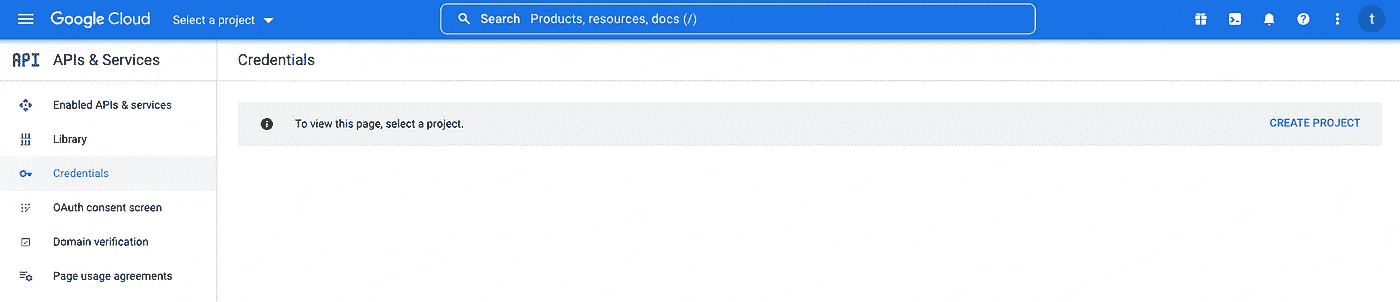 Google Cloud Select a project Search Products, resources, docs (/) t
API APIs & Services Credentials
Enabled APIs & services
To view this page, select a project. CREATE PROJECT
Library
Credentials
OAuth consent screen
Domain verification
Page usage agreements